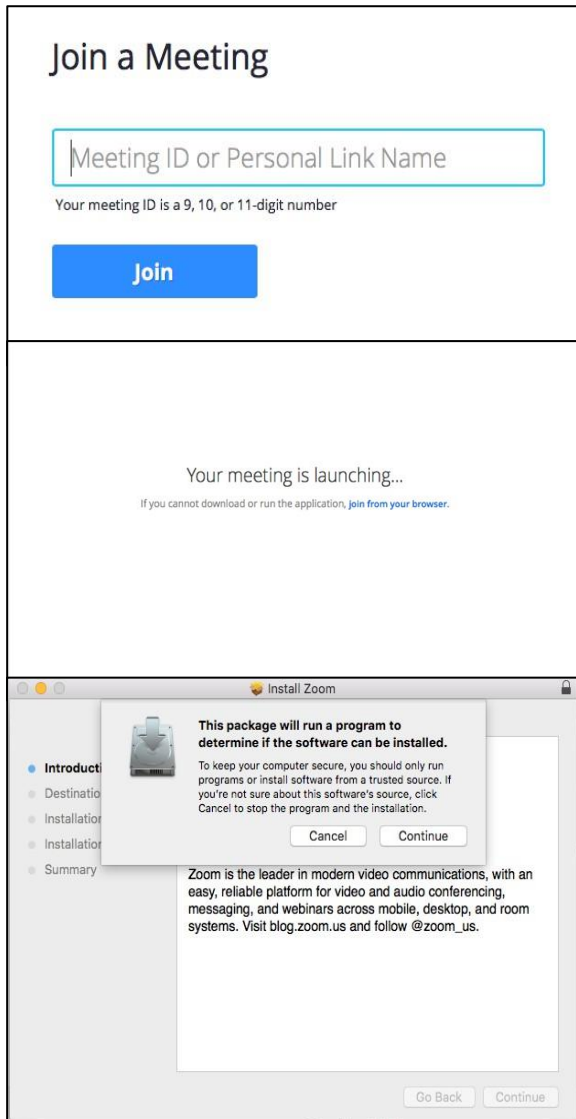 Join a Meeting
Meeting ID or Personal Link Name
Your meeting ID is a 9, 10, or 11-digit number
Join
Your meeting is launching...
If you cannot download or run the application, join from your browser.
Install Zoom
This package will run a program to
determine if the software can be installed.
To keep your computer secure, you should only run
programs or install software from a trusted source. If
you're not sure about this software's source, click
Cancel to stop the program and the installation.
Cancel Continue
Introducti
Destinatio
Installation
Installation
Summary
Zoom is the leader in modern video communications, with an
easy, reliable platform for video and audio conferencing,
messaging, and webinars across mobile, desktop, and room
systems. Visit blog.zoom.us and follow @zoom_us.
Go Back Continue